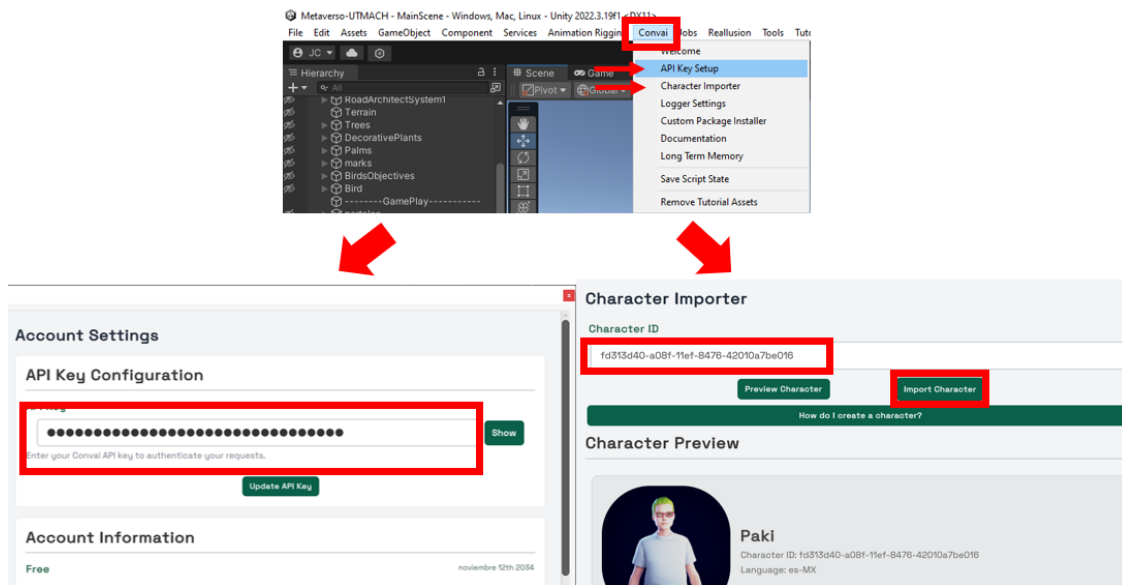 Metaverso-UTMACH - MainScene - Windows, Mac, Linux - Unity 2022.3.19f1 <DX11>
File Edit Assets GameObject Component Services Animation Rigging Convai Jobs Reallusion Tools Tuto
JC
Hierarchy
Scene
Game
All
Pivot
Global
RoadArchitectSystem1
Terrain
Trees
DecorativePlants
Palms
marks
BirdsObjectives
Bird
--------GamePlay-----------
Welcome
API Key Setup
Character Importer
Logger Settings
Custom Package Installer
Documentation
Long Term Memory
Save Script State
Remove Tutorial Assets
Account Settings
API Key Configuration
●●●●●●●●●●●●●●●●●●●●●●●●●●●●●●●●
Show
Enter your Convai API key to authenticate your requests.
Update API Key
Account Information
Free
noviembre 12th 2034
x
Character Importer
Character ID
fd313d40-a08f-11ef-8476-42010a7be016
Preview Character
Import Character
How do I create a character?
Character Preview
Paki
Character ID: fd313d40-a08f-11ef-8476-42010a7be016
Language: es-MX